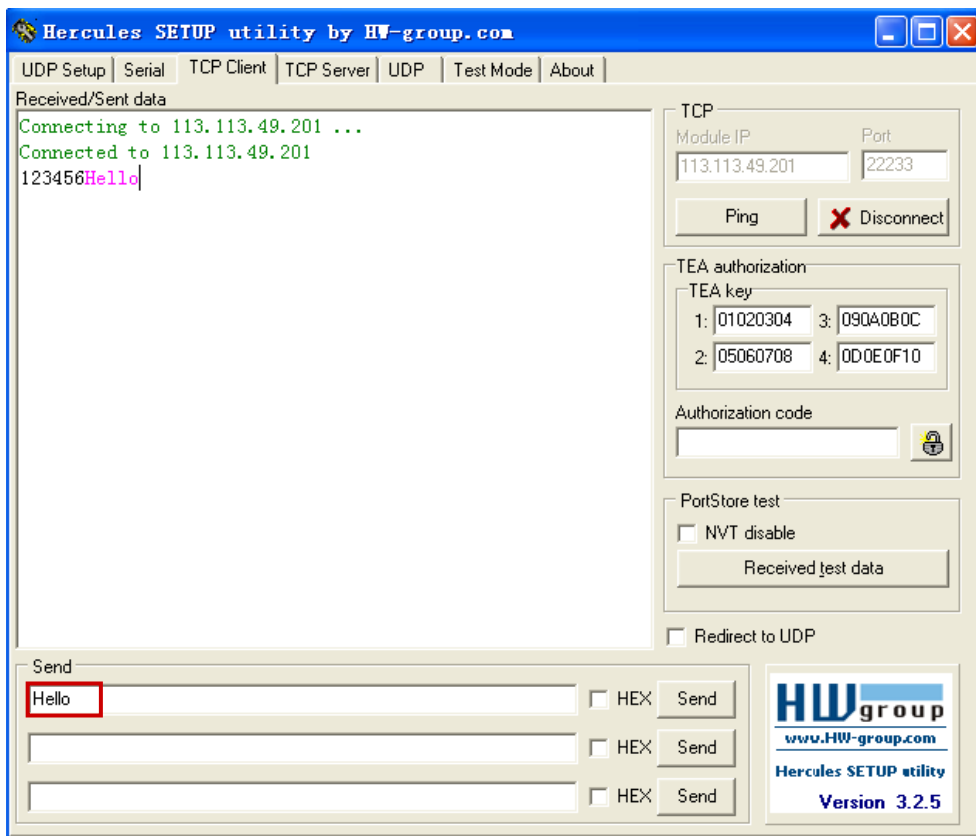 Hercules SETUP utility by HW-group.com
UDP Setup Serial TCP Client TCP Server UDP Test Mode About
Received/Sent data
Connecting to 113.113.49.201 ...
Connected to 113.113.49.201
123456Hello
TCP
Module IP Port
113.113.49.201 22233
Ping Disconnect
TEA authorization
TEA key
1: 01020304 3: 090A0B0C
2: 05060708 4: 0D0E0F10
Authorization code
PortStore test
NVT disable
Received test data
Redirect to UDP
Send
Hello HEX Send
HEX Send
HEX Send
HW group
www.HW-group.com
Hercules SETUP utility
Version 3.2.5